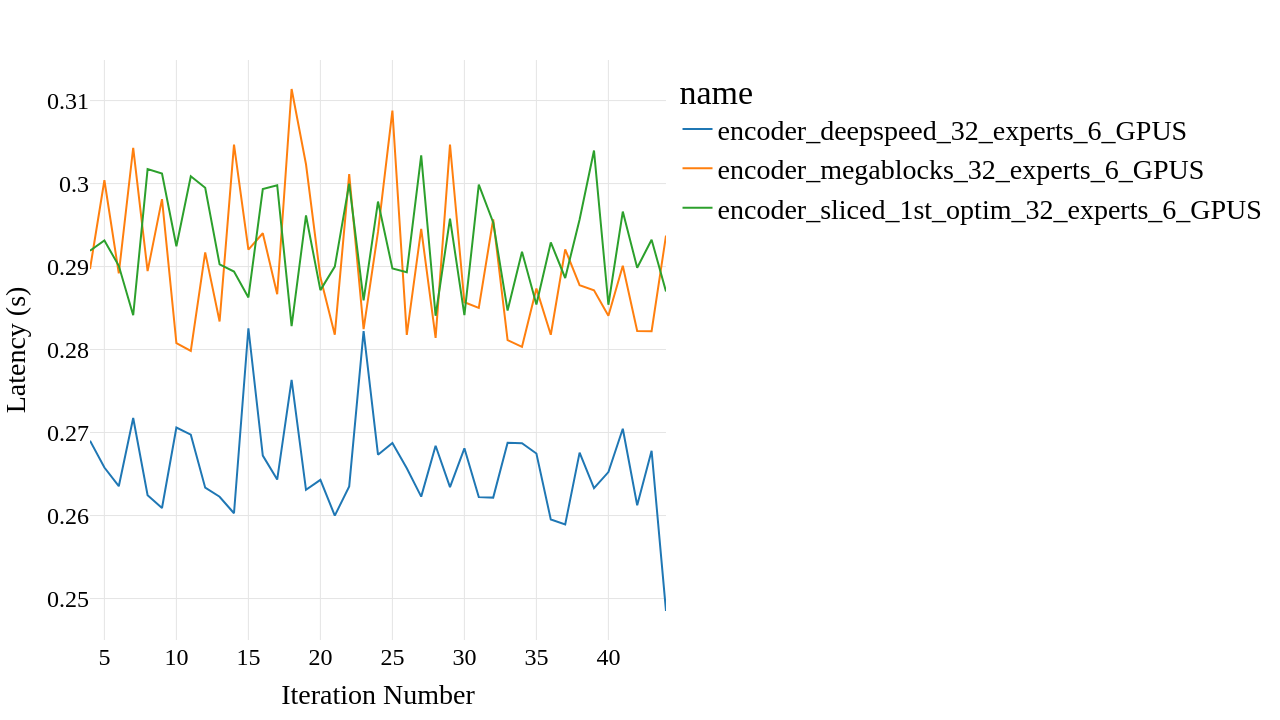 name
encoder_deepspeed_32_experts_6_GPUS
encoder_megablocks_32_experts_6_GPUS
encoder_sliced_1st_optim_32_experts_6_GPUS
Latency (s)
0.31
0.3
0.29
0.28
0.27
0.26
0.25
5 10 15 20 25 30 35 40
Iteration Number